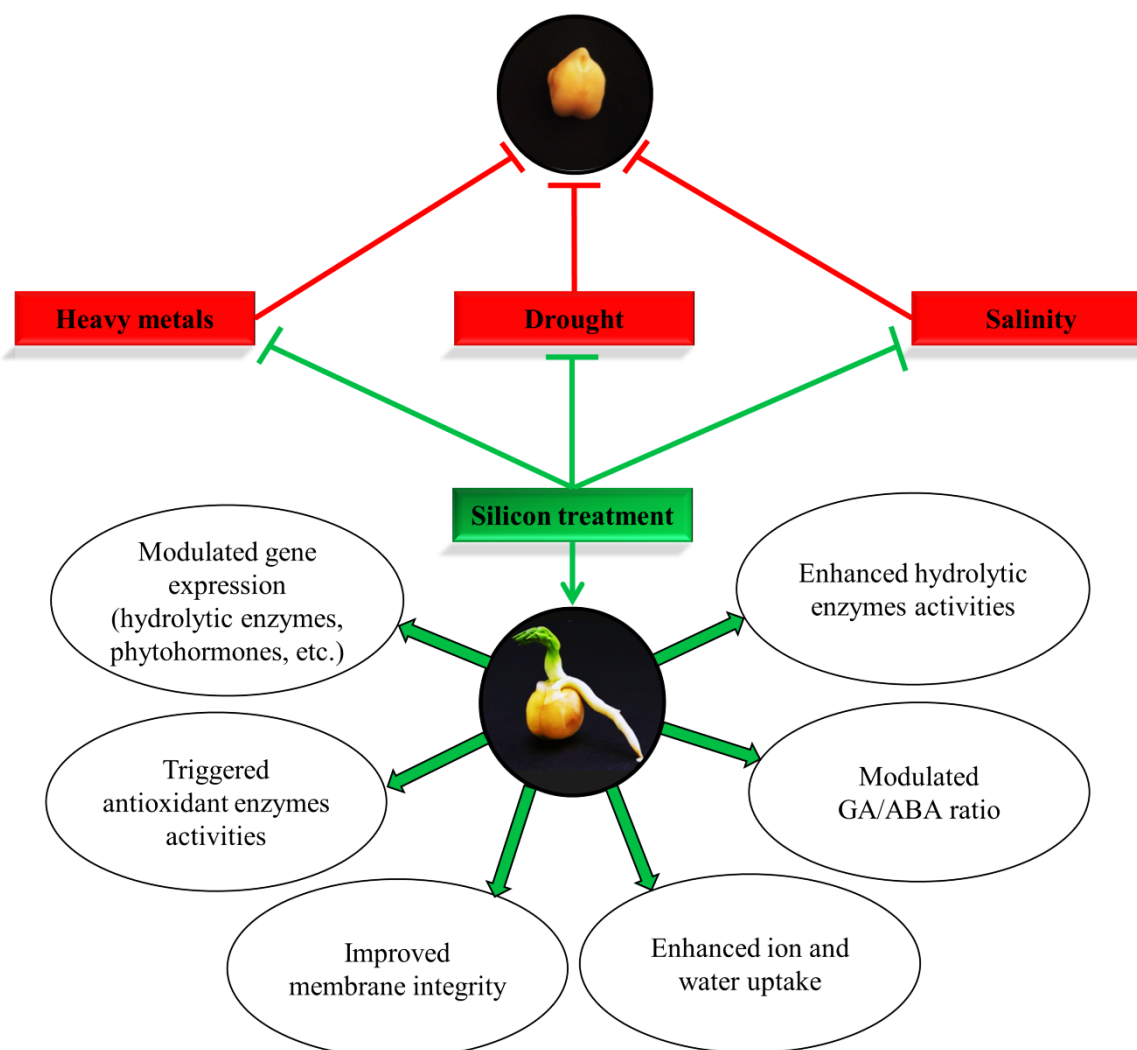 Heavy metals
Drought
Salinity
Silicon treatment
Modulated gene
expression
(hydrolytic enzymes,
phytohormones, etc.)
Enhanced hydrolytic
enzymes activities
Triggered
antioxidant enzymes
activities
Modulated
GA/ABA ratio
Improved
membrane integrity
Enhanced ion and
water uptake